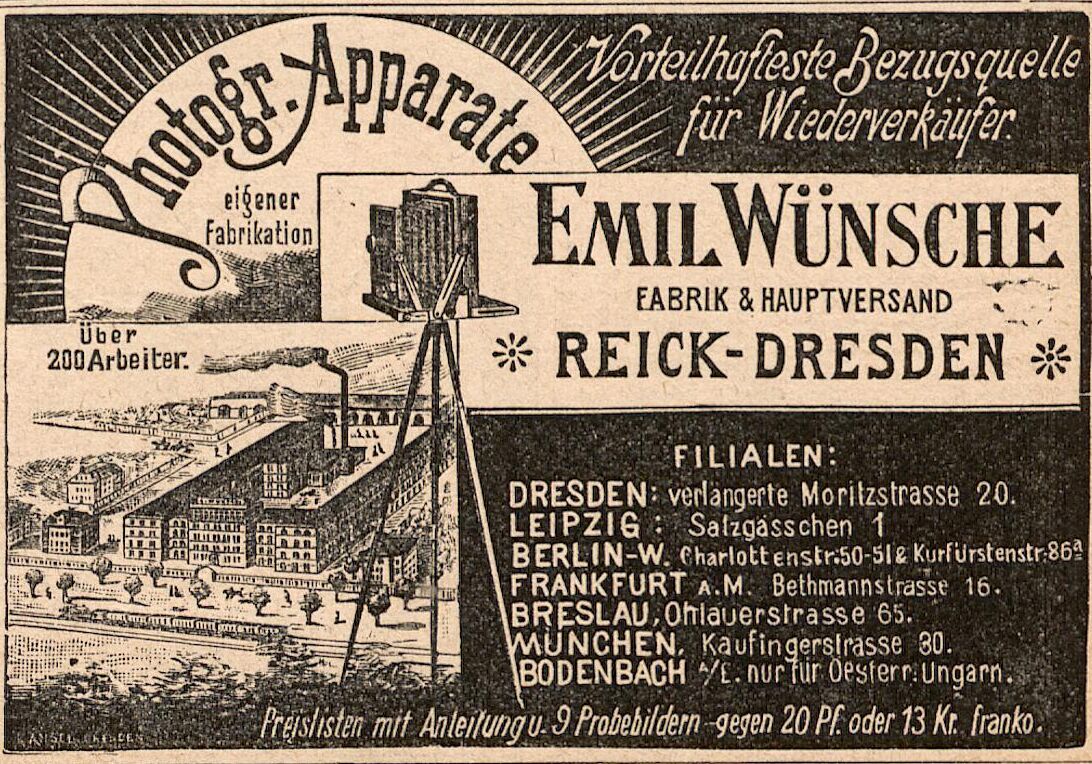 Photogr. Apparate
eigener
Fabrikation
Vorteilhafteste Bezugsquelle
für Wiederverkäufer.
EMIL WÜNSCHE
FABRIK & HAUPTVERSAND
REICK-DRESDEN
Über
200 Arbeiter.
FILIALEN:
DRESDEN: verlängerte Moritzstrasse 20.
LEIPZIG: Salzgässchen 1
BERLIN-W. Charlottenstr: 50-51 & Kurfürstenstr: 86a
FRANKFURT A.M. Bethmannstrasse 16.
BRESLAU, Ohlauerstrasse 65.
MÜNCHEN, Kaufingerstrasse 30.
BODENBACH A/E. nur für Oesterr: Ungarn.
Preislisten mit Anleitung u. 9 Probebildern gegen 20 Pf. oder 13 Kr. franko.